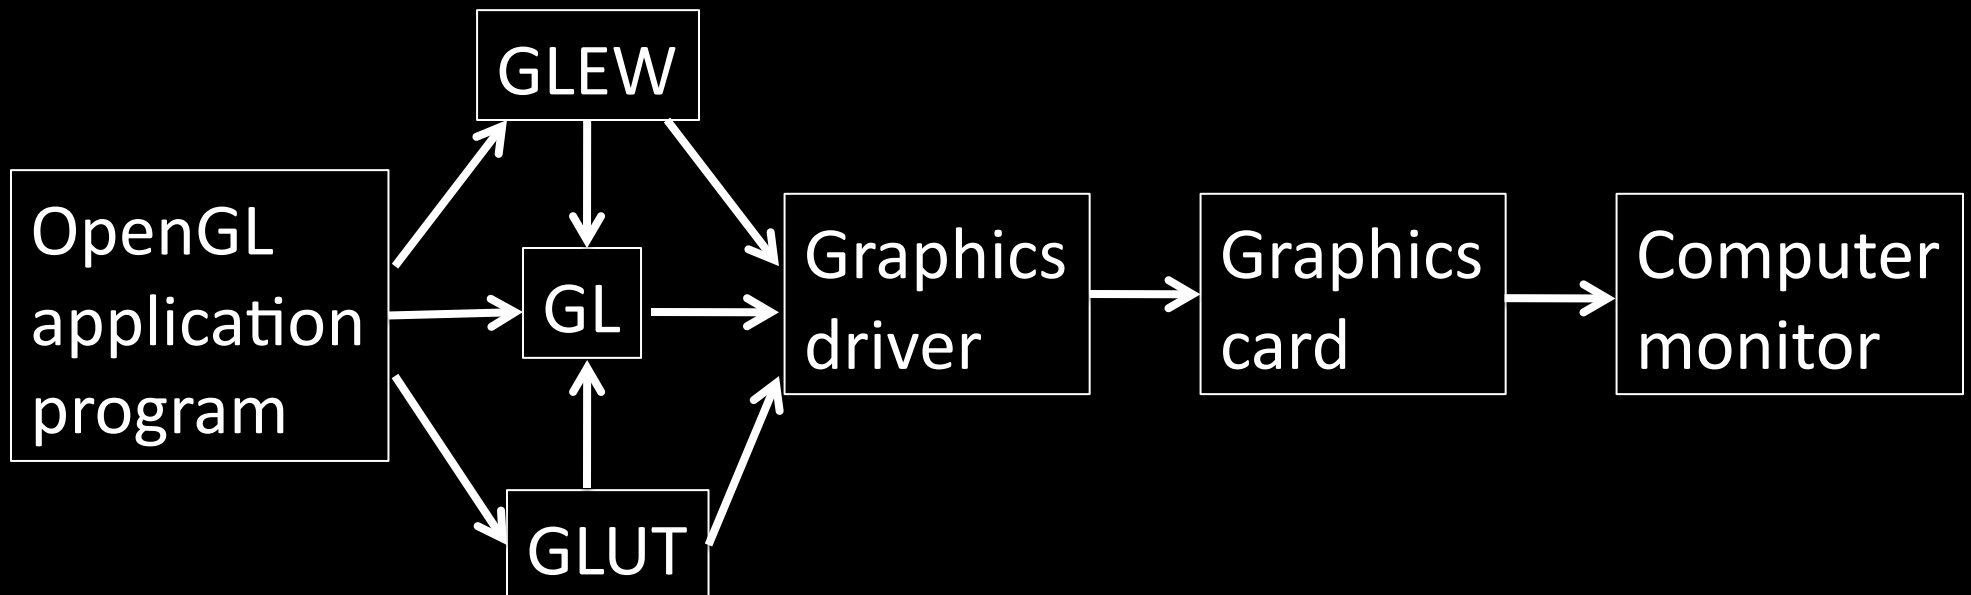 GLEW
OpenGL
application
program
GL
GLUT
Graphics
driver
Graphics
card
Computer
monitor